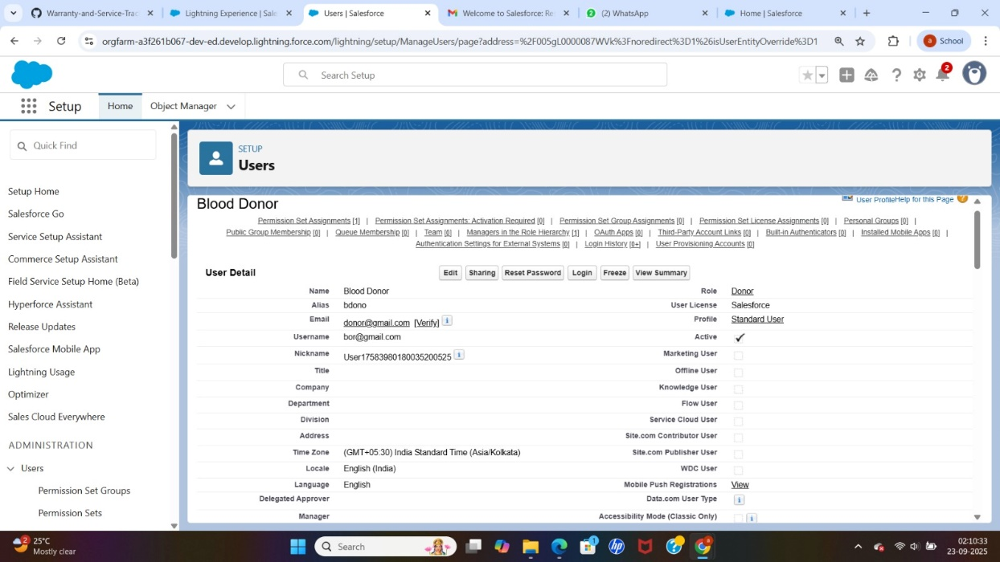 Warranty-and-Service-Trac
Lightning Experience | Sale
Users | Salesforce
Welcome to Salesforce: Re
(2) WhatsApp
Home | Salesforce
orgfarm-a3f261b067-dev-ed.develop.lightning.force.com/lightning/setup/ManageUsers/page?address=%2F005gL0000087WVk%3Fnoredirect%3D1%26isUserEntityOverride%3D1
a School
Search Setup
2
Setup Home Object Manager
Quick Find
Setup Home
Salesforce Go
Service Setup Assistant
Commerce Setup Assistant
Field Service Setup Home (Beta)
Hyperforce Assistant
Release Updates
Salesforce Mobile App
Lightning Usage
Optimizer
Sales Cloud Everywhere
ADMINISTRATION
Users
Permission Set Groups
Permission Sets
SETUP
Users
Blood Donor
User Profile Help for this Page ?
Permission Set Assignments [1] | Permission Set Assignments: Activation Required [0] | Permission Set Group Assignments [0] | Permission Set License Assignments [0] | Personal Groups [0] |
Public Group Membership [0] | Queue Membership [0] | Team [0] | Managers in the Role Hierarchy [1] | OAuth Apps [0] | Third-Party Account Links [0] | Built-in Authenticators [0] | Installed Mobile Apps [0] |
Authentication Settings for External Systems [0] | Login History [0+] | User Provisioning Accounts [0]
User Detail Edit Sharing Reset Password Login Freeze View Summary
Name Blood Donor Role Donor
Alias bdono User License Salesforce
Email donor@gmail.com [Verify] i Profile Standard User
Username bor@gmail.com Active
Nickname User17583980180035200525 i Marketing User
Title Offline User
Company Knowledge User
Department Flow User
Division Service Cloud User
Address Site.com Contributor User
Time Zone (GMT+05:30) India Standard Time (Asia/Kolkata) Site.com Publisher User
Locale English (India) WDC User
Language English Mobile Push Registrations View
Delegated Approver Data.com User Type i
Manager Accessibility Mode (Classic Only) i
2
25°C
Mostly clear
Search
1
02:10:33
23-09-2025